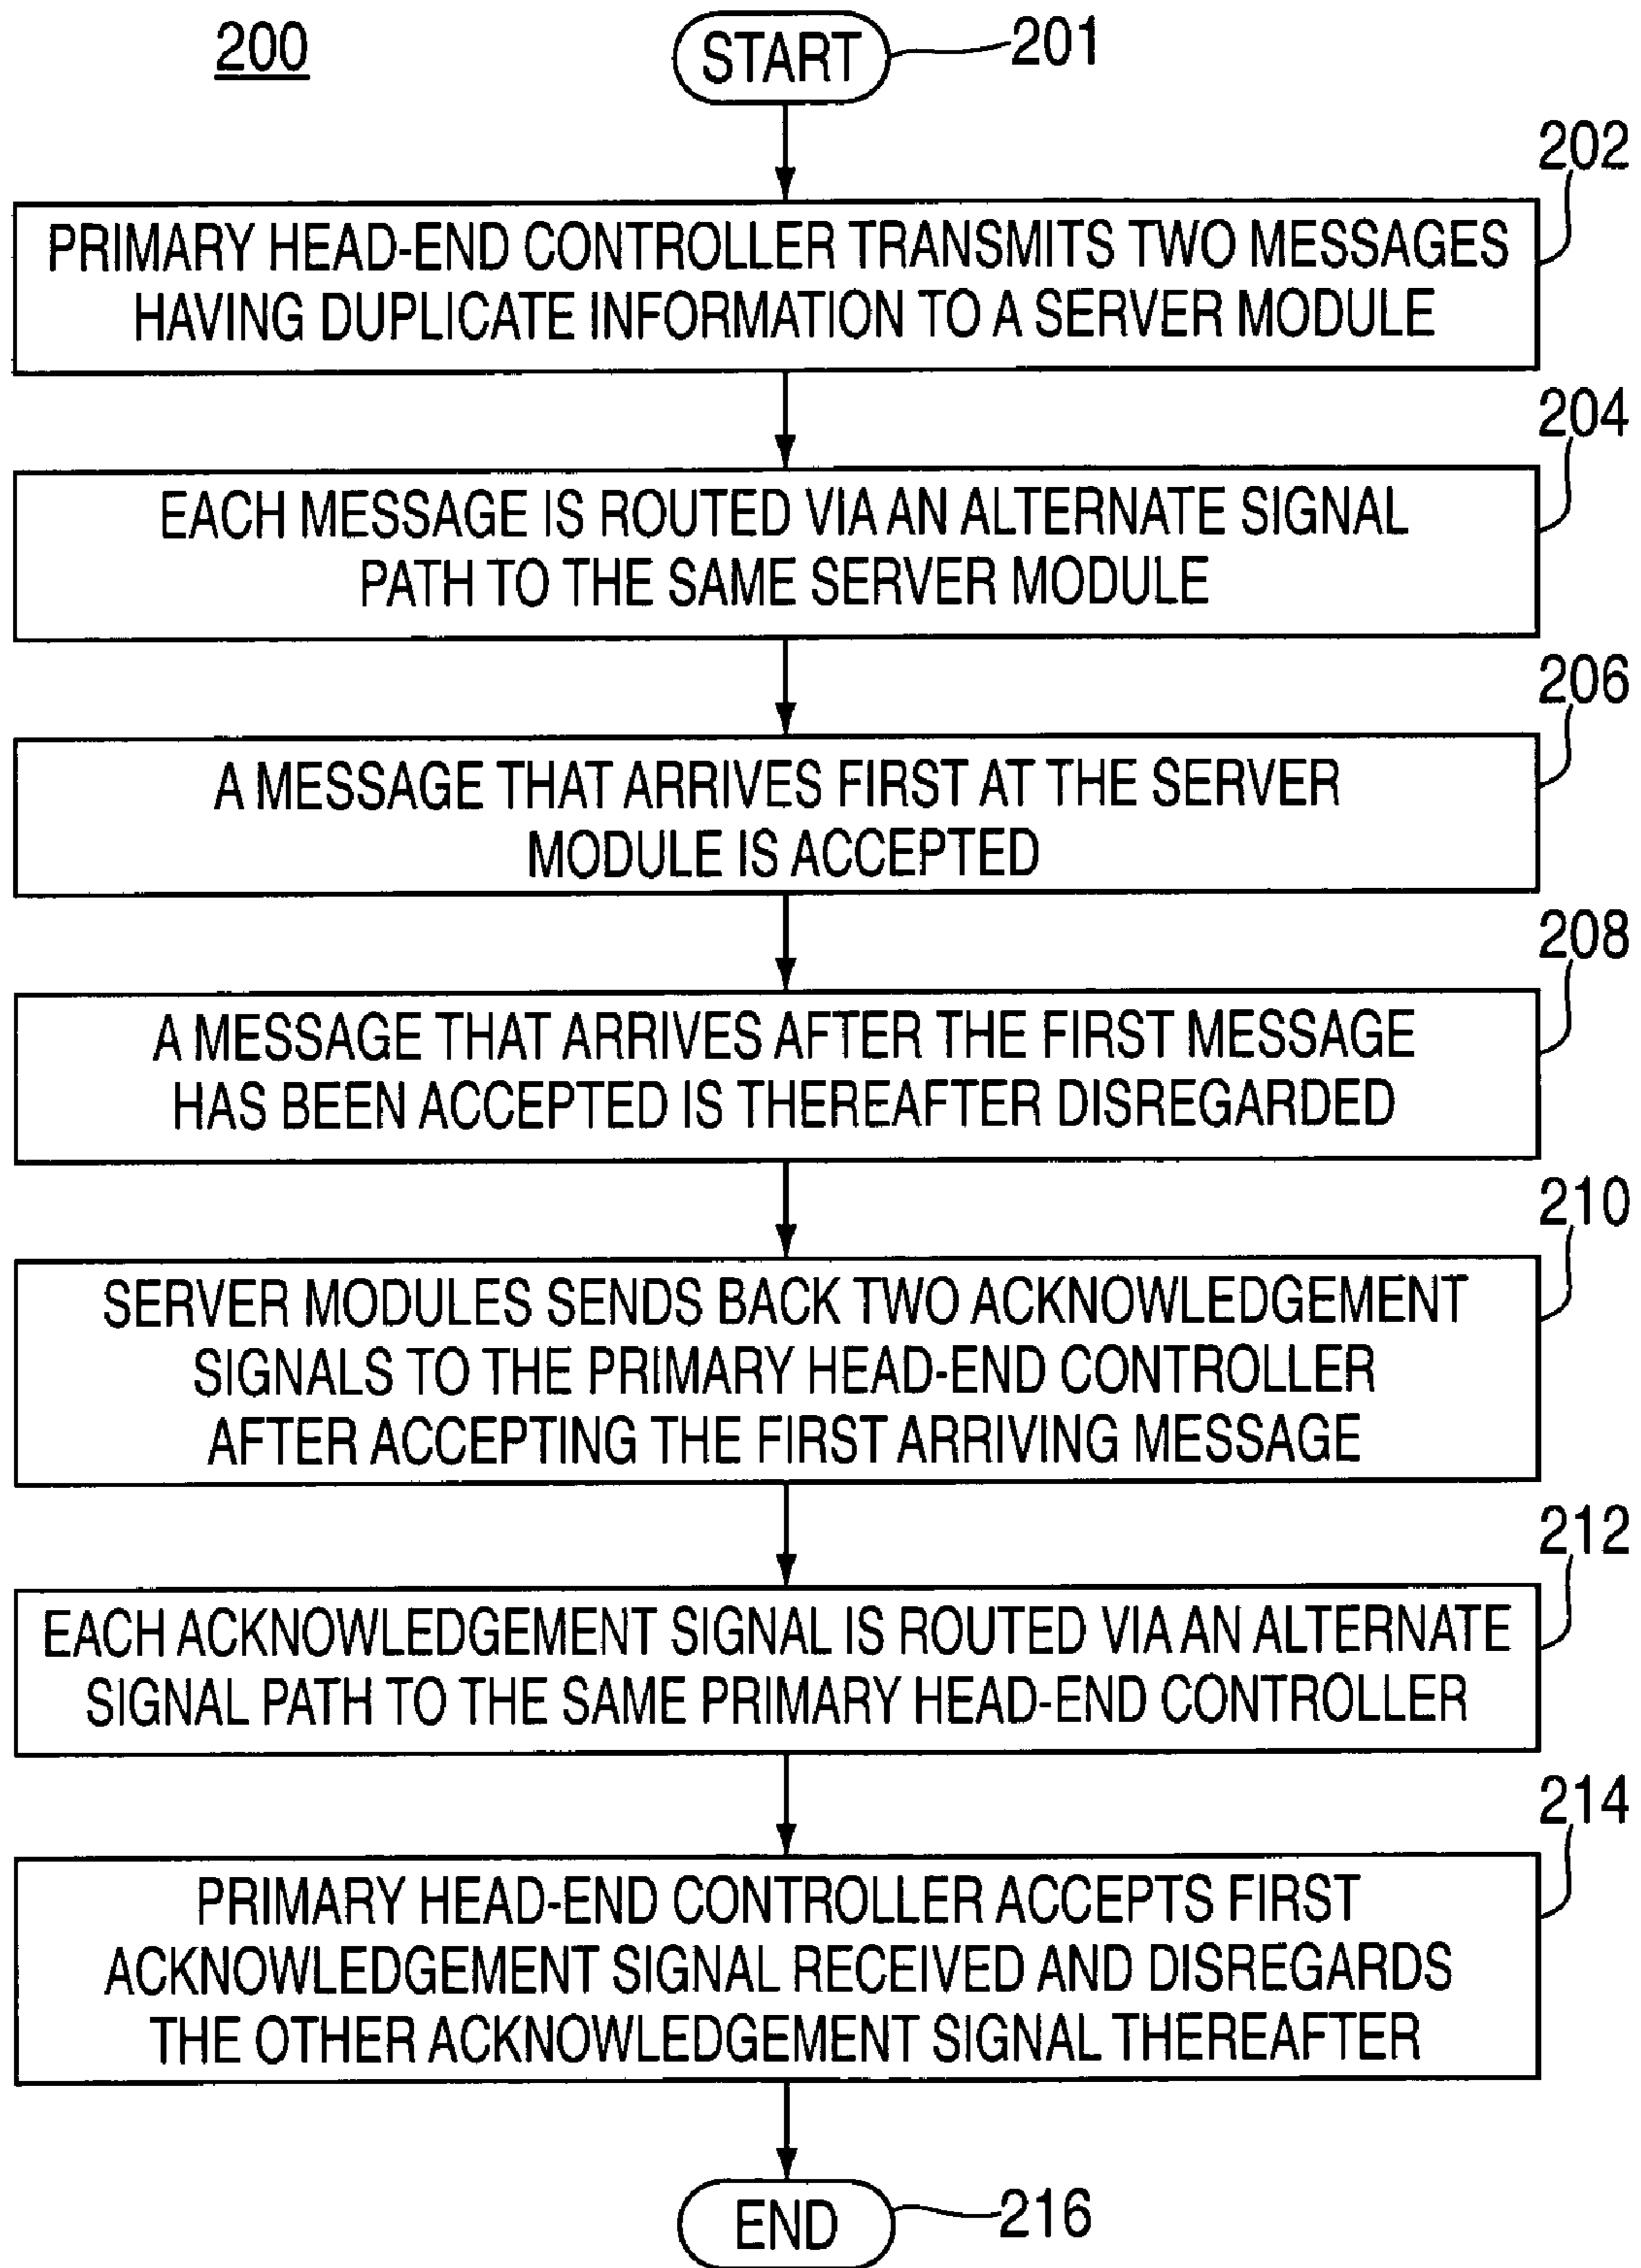 200
START
201
202
PRIMARY HEAD-END CONTROLLER TRANSMITS TWO MESSAGES
HAVING DUPLICATE INFORMATION TO A SERVER MODULE
204
EACH MESSAGE IS ROUTED VIA AN ALTERNATE SIGNAL
PATH TO THE SAME SERVER MODULE
206
A MESSAGE THAT ARRIVES FIRST AT THE SERVER
MODULE IS ACCEPTED
208
A MESSAGE THAT ARRIVES AFTER THE FIRST MESSAGE
HAS BEEN ACCEPTED IS THEREAFTER DISREGARDED
210
SERVER MODULES SENDS BACK TWO ACKNOWLEDGEMENT
SIGNALS TO THE PRIMARY HEAD-END CONTROLLER
AFTER ACCEPTING THE FIRST ARRIVING MESSAGE
212
EACH ACKNOWLEDGEMENT SIGNAL IS ROUTED VIA AN ALTERNATE
SIGNAL PATH TO THE SAME PRIMARY HEAD-END CONTROLLER
214
PRIMARY HEAD-END CONTROLLER ACCEPTS FIRST
ACKNOWLEDGEMENT SIGNAL RECEIVED AND DISREGARDS
THE OTHER ACKNOWLEDGEMENT SIGNAL THEREAFTER
END
216